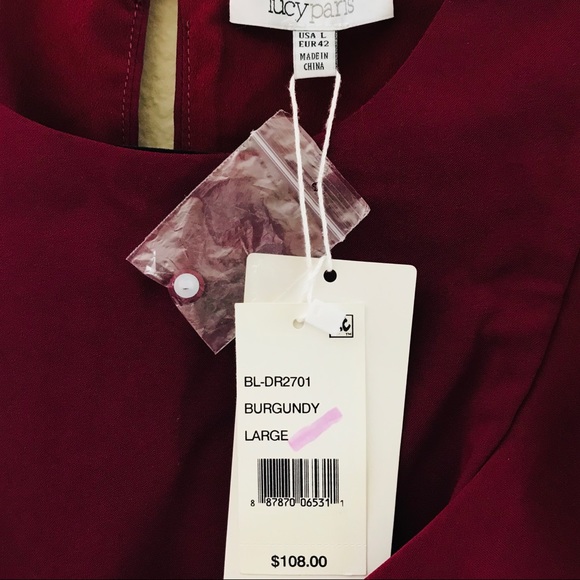 lucyparis
USA L
EUR 42
MADE IN
CHINA
BL-DR2701
BURGUNDY
LARGE
8 87870 06531 1
$108.00